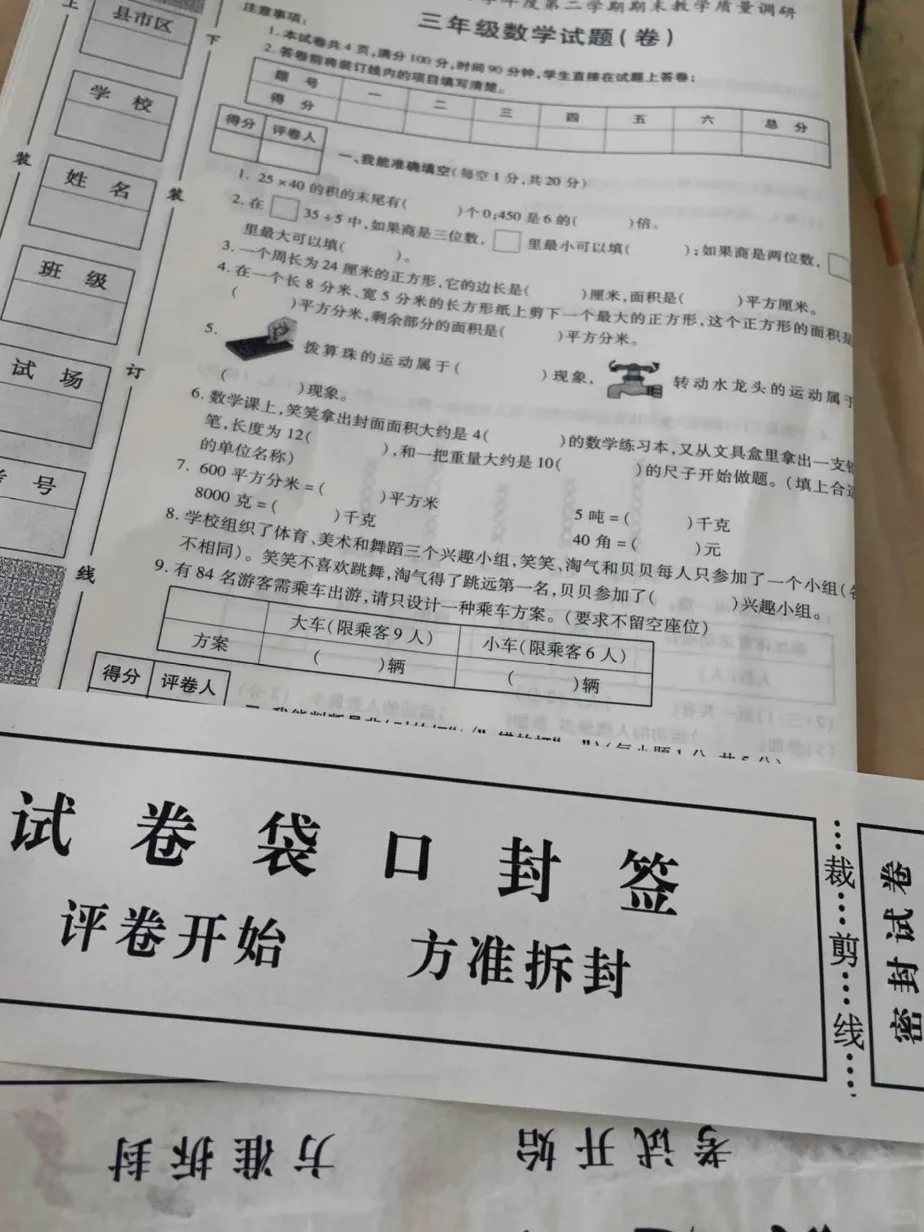 学年度第二学期期末教学质量调研
三年级数学试题(卷)
注意事项:
1.本试卷共4页,满分100分,时间90分钟,学生直接在试题上答卷;
2.答卷前将装订线内的项目填写清楚。
题 号 一 二 三 四 五 六 总 分
得 分
得分 评卷人
一、我能准确填空(每空1分,共20分)
1. 25×40的积的末尾有( )个0;450是6的( )倍。
2. 在□35÷5中,如果商是三位数,□里最小可以填( );如果商是两位数,□
里最大可以填( )。
3. 一个周长为24厘米的正方形,它的边长是( )厘米,面积是( )平方厘米。
4. 在一个长8分米、宽5分米的长方形纸上剪下一个最大的正方形,这个正方形的面积是
( )平方分米,剩余部分的面积是( )平方分米。
5. 拨算珠的运动属于( )现象, 转动水龙头的运动属于
( )现象。
6. 数学课上,笑笑拿出封面面积大约是4( )的数学练习本,又从文具盒里拿出一支
笔,长度为12( ),和一把重量大约是10( )的尺子开始做题。(填上合适
的单位名称)
7. 600平方分米=( )平方米 5吨=( )千克
8000克=( )千克 40角=( )元
8. 学校组织了体育、美术和舞蹈三个兴趣小组,笑笑、淘气和贝贝每人只参加了一个小组(各
不相同)。笑笑不喜欢跳舞,淘气得了跳远第一名,贝贝参加了( )兴趣小组。
9. 有84名游客需乘车出游,请只设计一种乘车方案。(要求不留空座位)
大车(限乘客9人) 小车(限乘客6人)
方案 ( )辆 ( )辆
得分 评卷人
县市区
学 校
姓 名
班 级
试 场
考 号
上
装
下
装
订
线
试卷袋口封签
评卷开始 方准拆封
裁剪线
密封试卷
考试开始 方准拆封